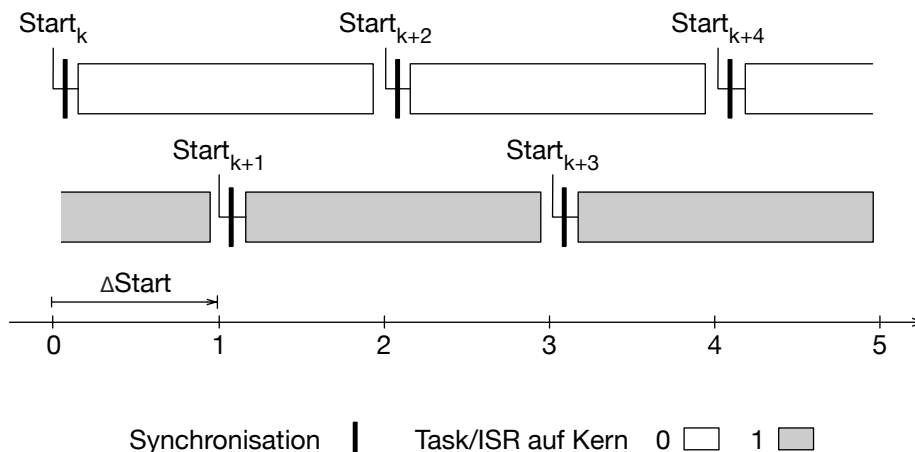 Start_k Start_k+2 Start_k+4
Start_k+1 Start_k+3
ΔStart
0 1 2 3 4 5
Synchronisation Task/ISR auf Kern 0 1